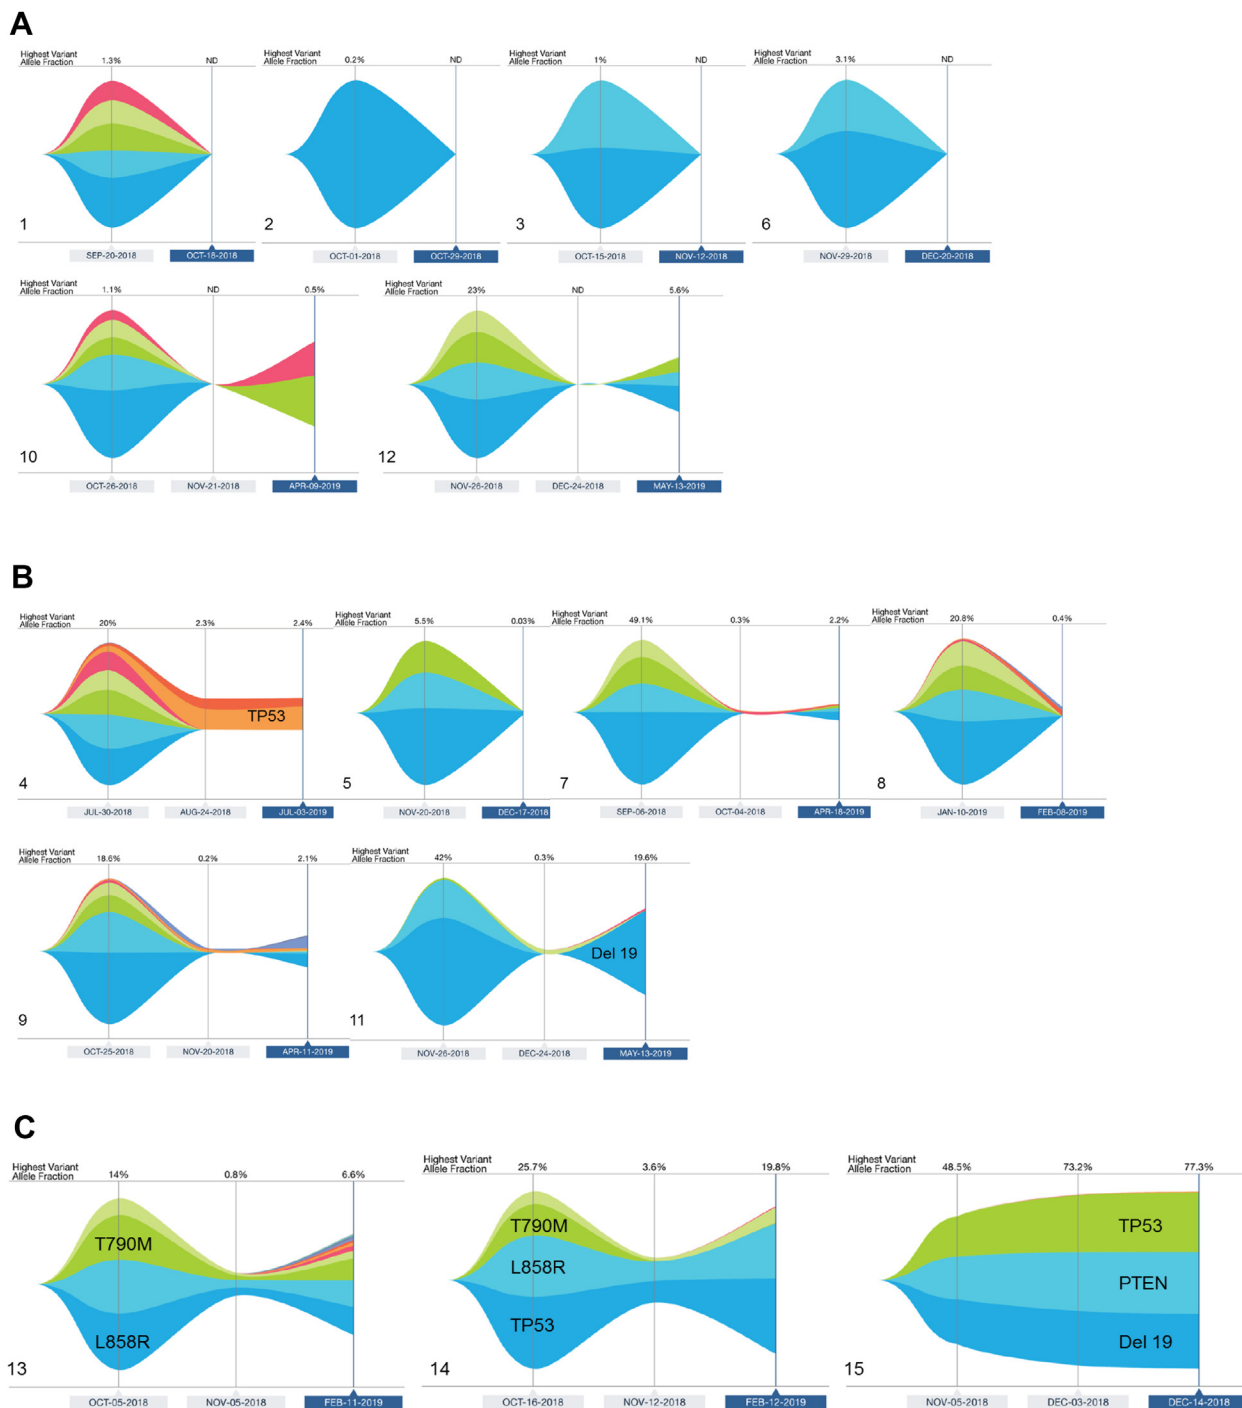 A
Highest Variant
Allele Fraction
1.3%
ND
1
SEP-20-2018
OCT-18-2018
0.2%
ND
2
OCT-01-2018
OCT-29-2018
Highest Variant
Allele Fraction
1%
ND
3
OCT-15-2018
NOV-12-2018
Highest Variant
Allele Fraction
3.1%
ND
6
NOV-29-2018
DEC-20-2018
Highest Variant
Allele Fraction
1.1%
ND
0.5%
10
OCT-26-2018
NOV-21-2018
APR-09-2019
Highest Variant
Allele Fraction
23%
ND
5.6%
12
NOV-26-2018
DEC-24-2018
MAY-13-2019
B
Highest Variant
Allele Fraction
20%
2.3%
2.4%
TP53
4
JUL-30-2018
AUG-24-2018
JUL-03-2019
Highest Variant
Allele Fraction
5.5%
0.03%
5
NOV-20-2018
DEC-17-2018
Highest Variant
Allele Fraction
49.1%
0.3%
2.2%
7
SEP-06-2018
OCT-04-2018
APR-18-2019
Highest Variant
Allele Fraction
20.8%
0.4%
8
JAN-10-2019
FEB-08-2019
Highest Variant
Allele Fraction
18.6%
0.2%
2.1%
9
OCT-25-2018
NOV-20-2018
APR-11-2019
Highest Variant
Allele Fraction
42%
0.3%
19.6%
Del 19
11
NOV-26-2018
DEC-24-2018
MAY-13-2019
C
Highest Variant
Allele Fraction
14%
0.8%
6.6%
T790M
L858R
13
OCT-05-2018
NOV-05-2018
FEB-11-2019
Highest Variant
Allele Fraction
25.7%
3.6%
19.8%
T790M
L858R
TP53
14
OCT-16-2018
NOV-12-2018
FEB-12-2019
Highest Variant
Allele Fraction
48.5%
73.2%
77.3%
TP53
PTEN
Del 19
15
NOV-05-2018
DEC-03-2018
DEC-14-2018